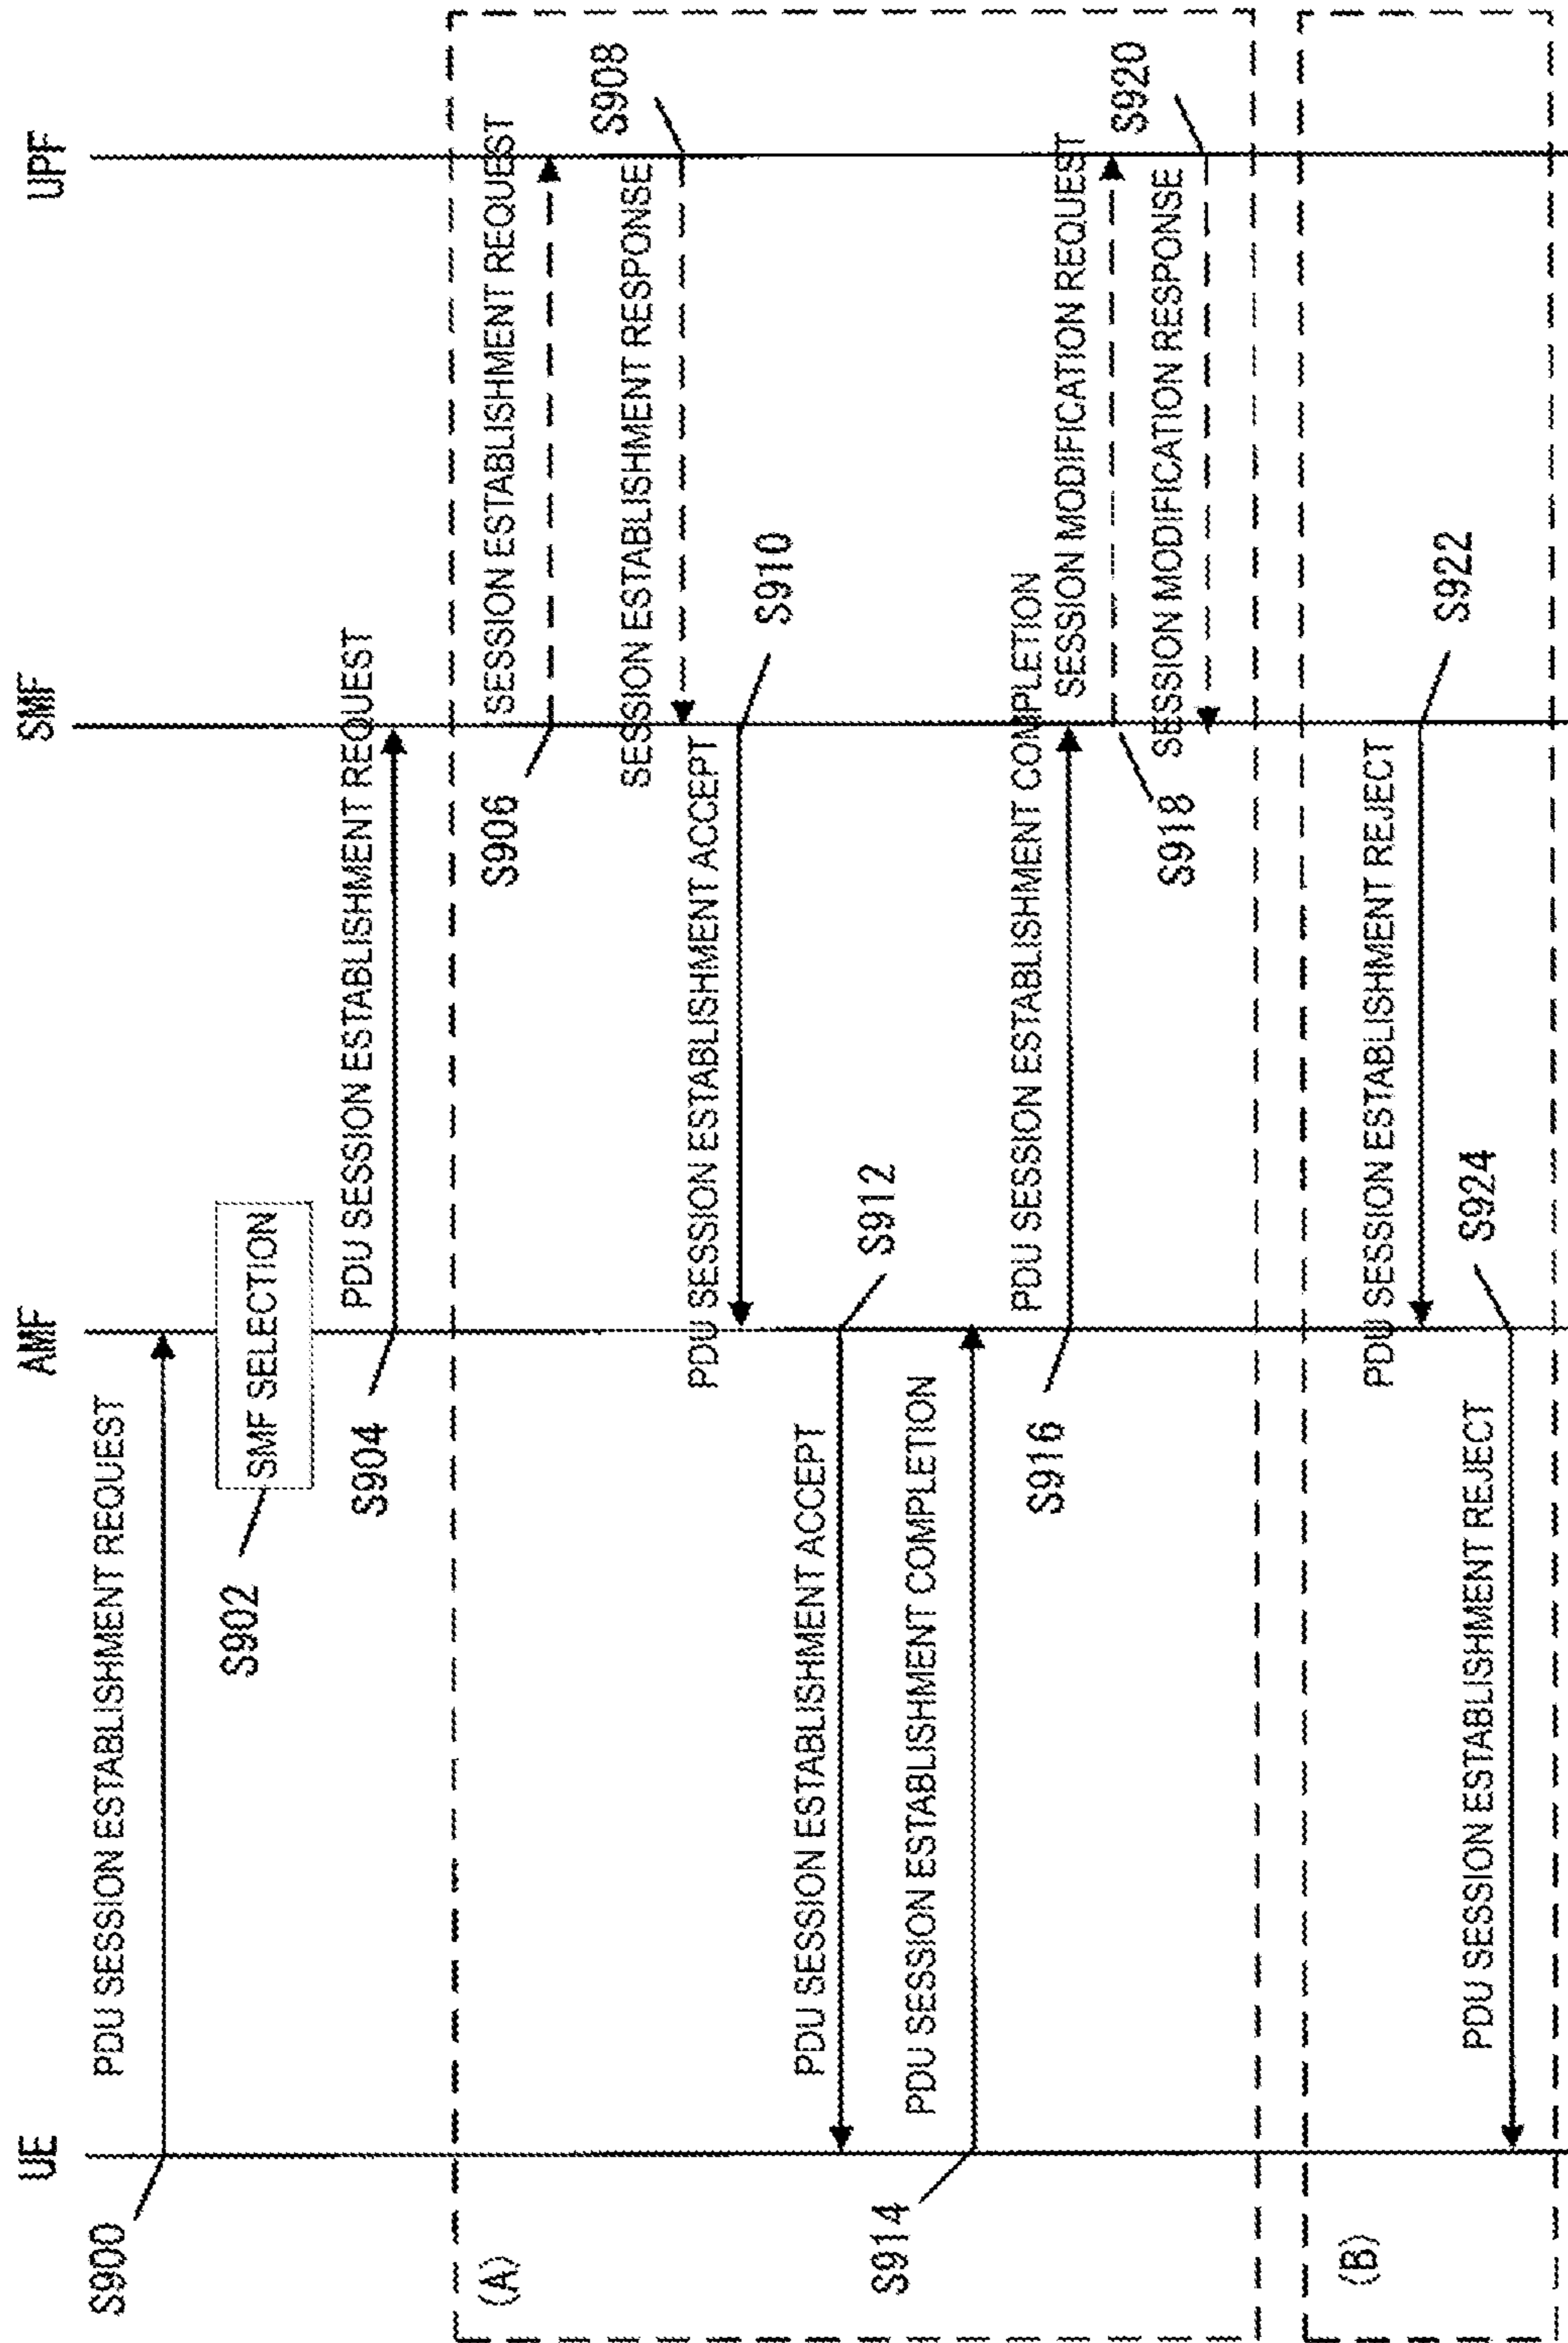 UE
AMF
SMF
UPF
S900
PDU SESSION ESTABLISHMENT REQUEST
SMF SELECTION
S902
PDU SESSION ESTABLISHMENT REQUEST
S904
(A)
SESSION ESTABLISHMENT REQUEST
S906
SESSION ESTABLISHMENT RESPONSE
S908
PDU SESSION ESTABLISHMENT ACCEPT
S910
PDU SESSION ESTABLISHMENT ACCEPT
S912
PDU SESSION ESTABLISHMENT COMPLETION
S914
PDU SESSION ESTABLISHMENT COMPLETION
S916
SESSION MODIFICATION REQUEST
S918
SESSION MODIFICATION RESPONSE
S920
(B)
PDU SESSION ESTABLISHMENT REJECT
S922
PDU SESSION ESTABLISHMENT REJECT
S924